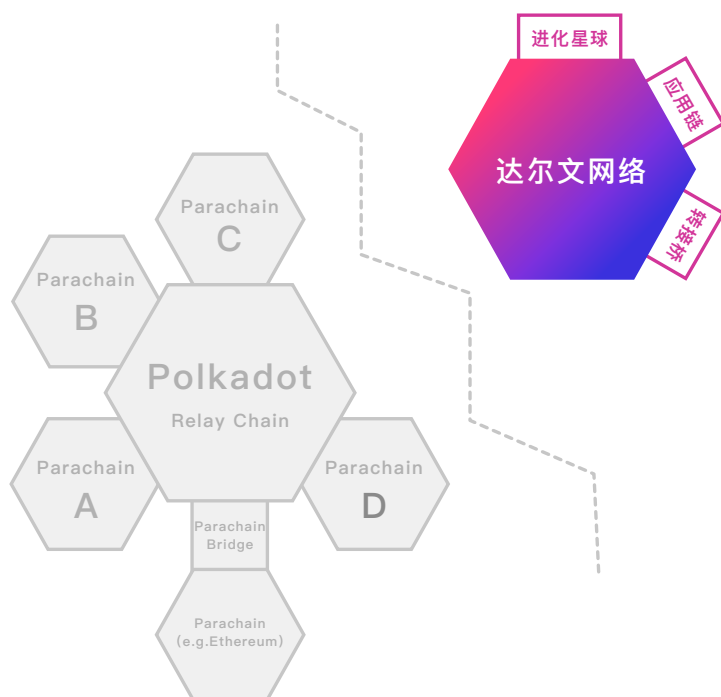 进化星球
应用链
达尔文网络
转接桥
Parachain
C
Parachain
B
Polkadot
Relay Chain
Parachain
A
Parachain
D
Parachain
Bridge
Parachain
(e.g.Ethereum)